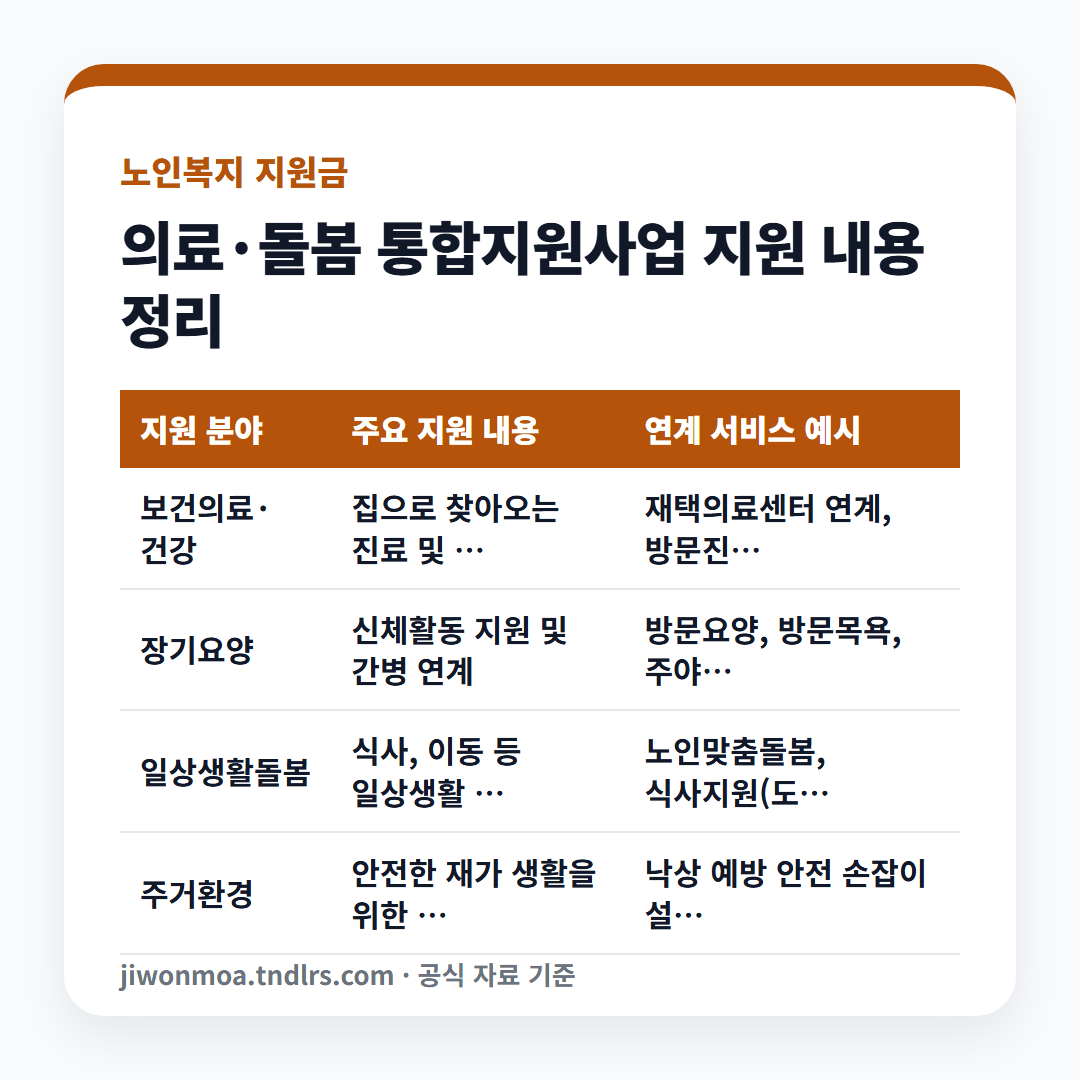 노인복지 지원금
의료·돌봄 통합지원사업 지원 내용
정리
지원 분야 주요 지원 내용 연계 서비스 예시
보건의료·
건강
집으로 찾아오는
진료 및 …
재택의료센터 연계,
방문진…
장기요양
신체활동 지원 및
간병 연계
방문요양, 방문목욕,
주야…
일상생활돌봄
식사, 이동 등
일상생활 …
노인맞춤돌봄,
식사지원(도…
주거환경
안전한 재가 생활을
위한 …
낙상 예방 안전 손잡이
설…
jiwonmoa.tndlrs.com · 공식 자료 기준